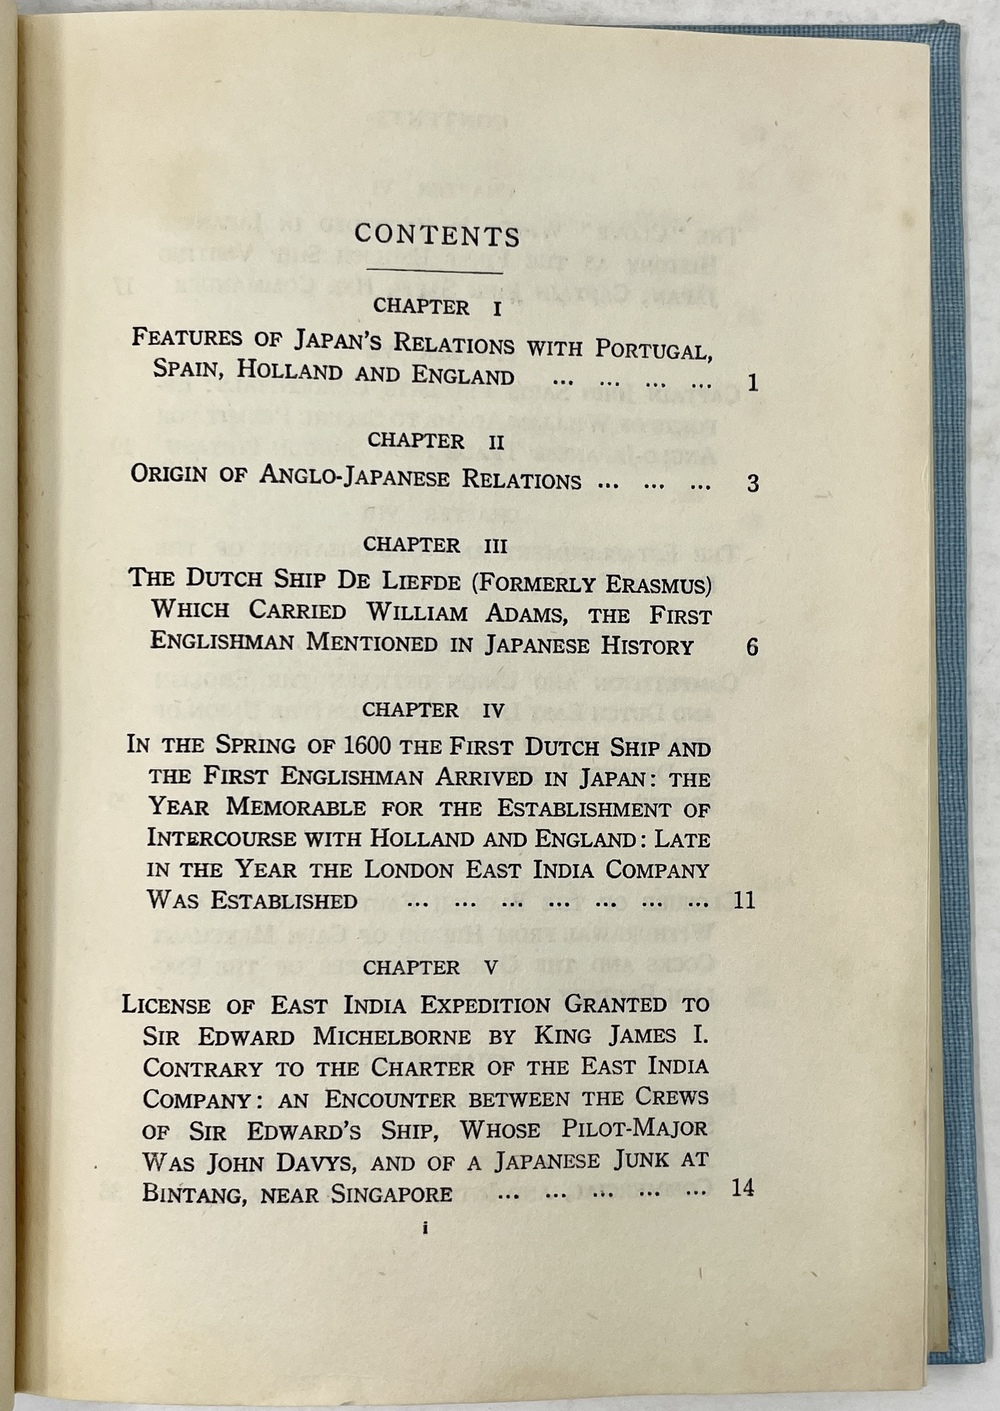 CONTENTS
CHAPTER I
FEATURES OF JAPAN'S RELATIONS WITH PORTUGAL,
SPAIN, HOLLAND AND ENGLAND ... ... ... ... 1
CHAPTER II
ORIGIN OF ANGLO-JAPANESE RELATIONS ... ... ... 3
CHAPTER III
THE DUTCH SHIP DE LIEFDE (FORMERLY ERASMUS)
WHICH CARRIED WILLIAM ADAMS, THE FIRST
ENGLISHMAN MENTIONED IN JAPANESE HISTORY 6
CHAPTER IV
IN THE SPRING OF 1600 THE FIRST DUTCH SHIP AND
THE FIRST ENGLISHMAN ARRIVED IN JAPAN: THE
YEAR MEMORABLE FOR THE ESTABLISHMENT OF
INTERCOURSE WITH HOLLAND AND ENGLAND: LATE
IN THE YEAR THE LONDON EAST INDIA COMPANY
WAS ESTABLISHED ... ... ... ... ... ... ... 11
CHAPTER V
LICENSE OF EAST INDIA EXPEDITION GRANTED TO
SIR EDWARD MICHELBORNE BY KING JAMES I.
CONTRARY TO THE CHARTER OF THE EAST INDIA
COMPANY: AN ENCOUNTER BETWEEN THE CREWS
OF SIR EDWARD'S SHIP, WHOSE PILOT-MAJOR
WAS JOHN DAVYS, AND OF A JAPANESE JUNK AT
BINTANG, NEAR SINGAPORE ... ... ... ... ... 14
i